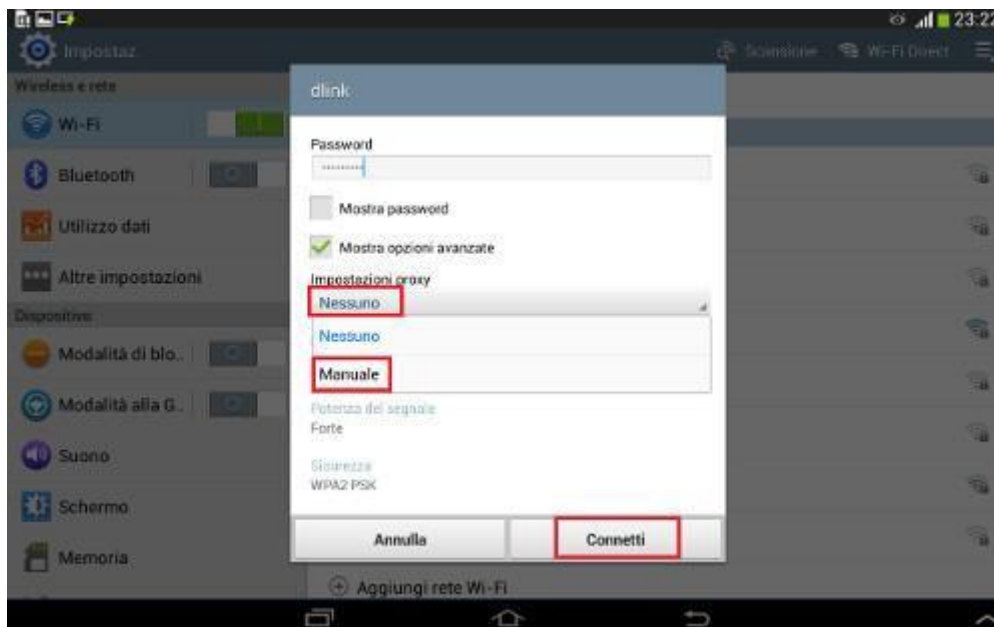 23:22
Impostaz.
Scansione
Wi-Fi Direct
Wireless e rete
Wi-Fi
Bluetooth
Utilizzo dati
Altre impostazioni
Dispositivo
Modalità di blo..
Modalità alla G..
Suono
Schermo
Memoria
dlink
Password
Mostra password
Mostra opzioni avanzate
Impostazioni proxy
Nessuno
Nessuno
Manuale
Potenza del segnale
Forte
Sicurezza
WPA2 PSK
Annulla
Connetti
Aggiungi rete Wi-Fi